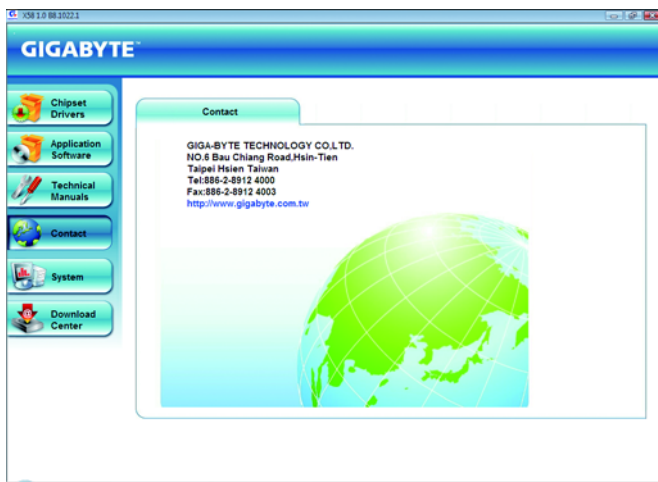 X58 1.0 B8.1022.1
GIGABYTE™
Chipset
Drivers
Application
Software
Technical
Manuals
Contact
System
Download
Center
Contact
GIGA-BYTE TECHNOLOGY CO,LTD.
NO.6 Bau Chiang Road,Hsin-Tien
Taipei Hsien Taiwan
Tel:886-2-8912 4000
Fax:886-2-8912 4003
http://www.gigabyte.com.tw